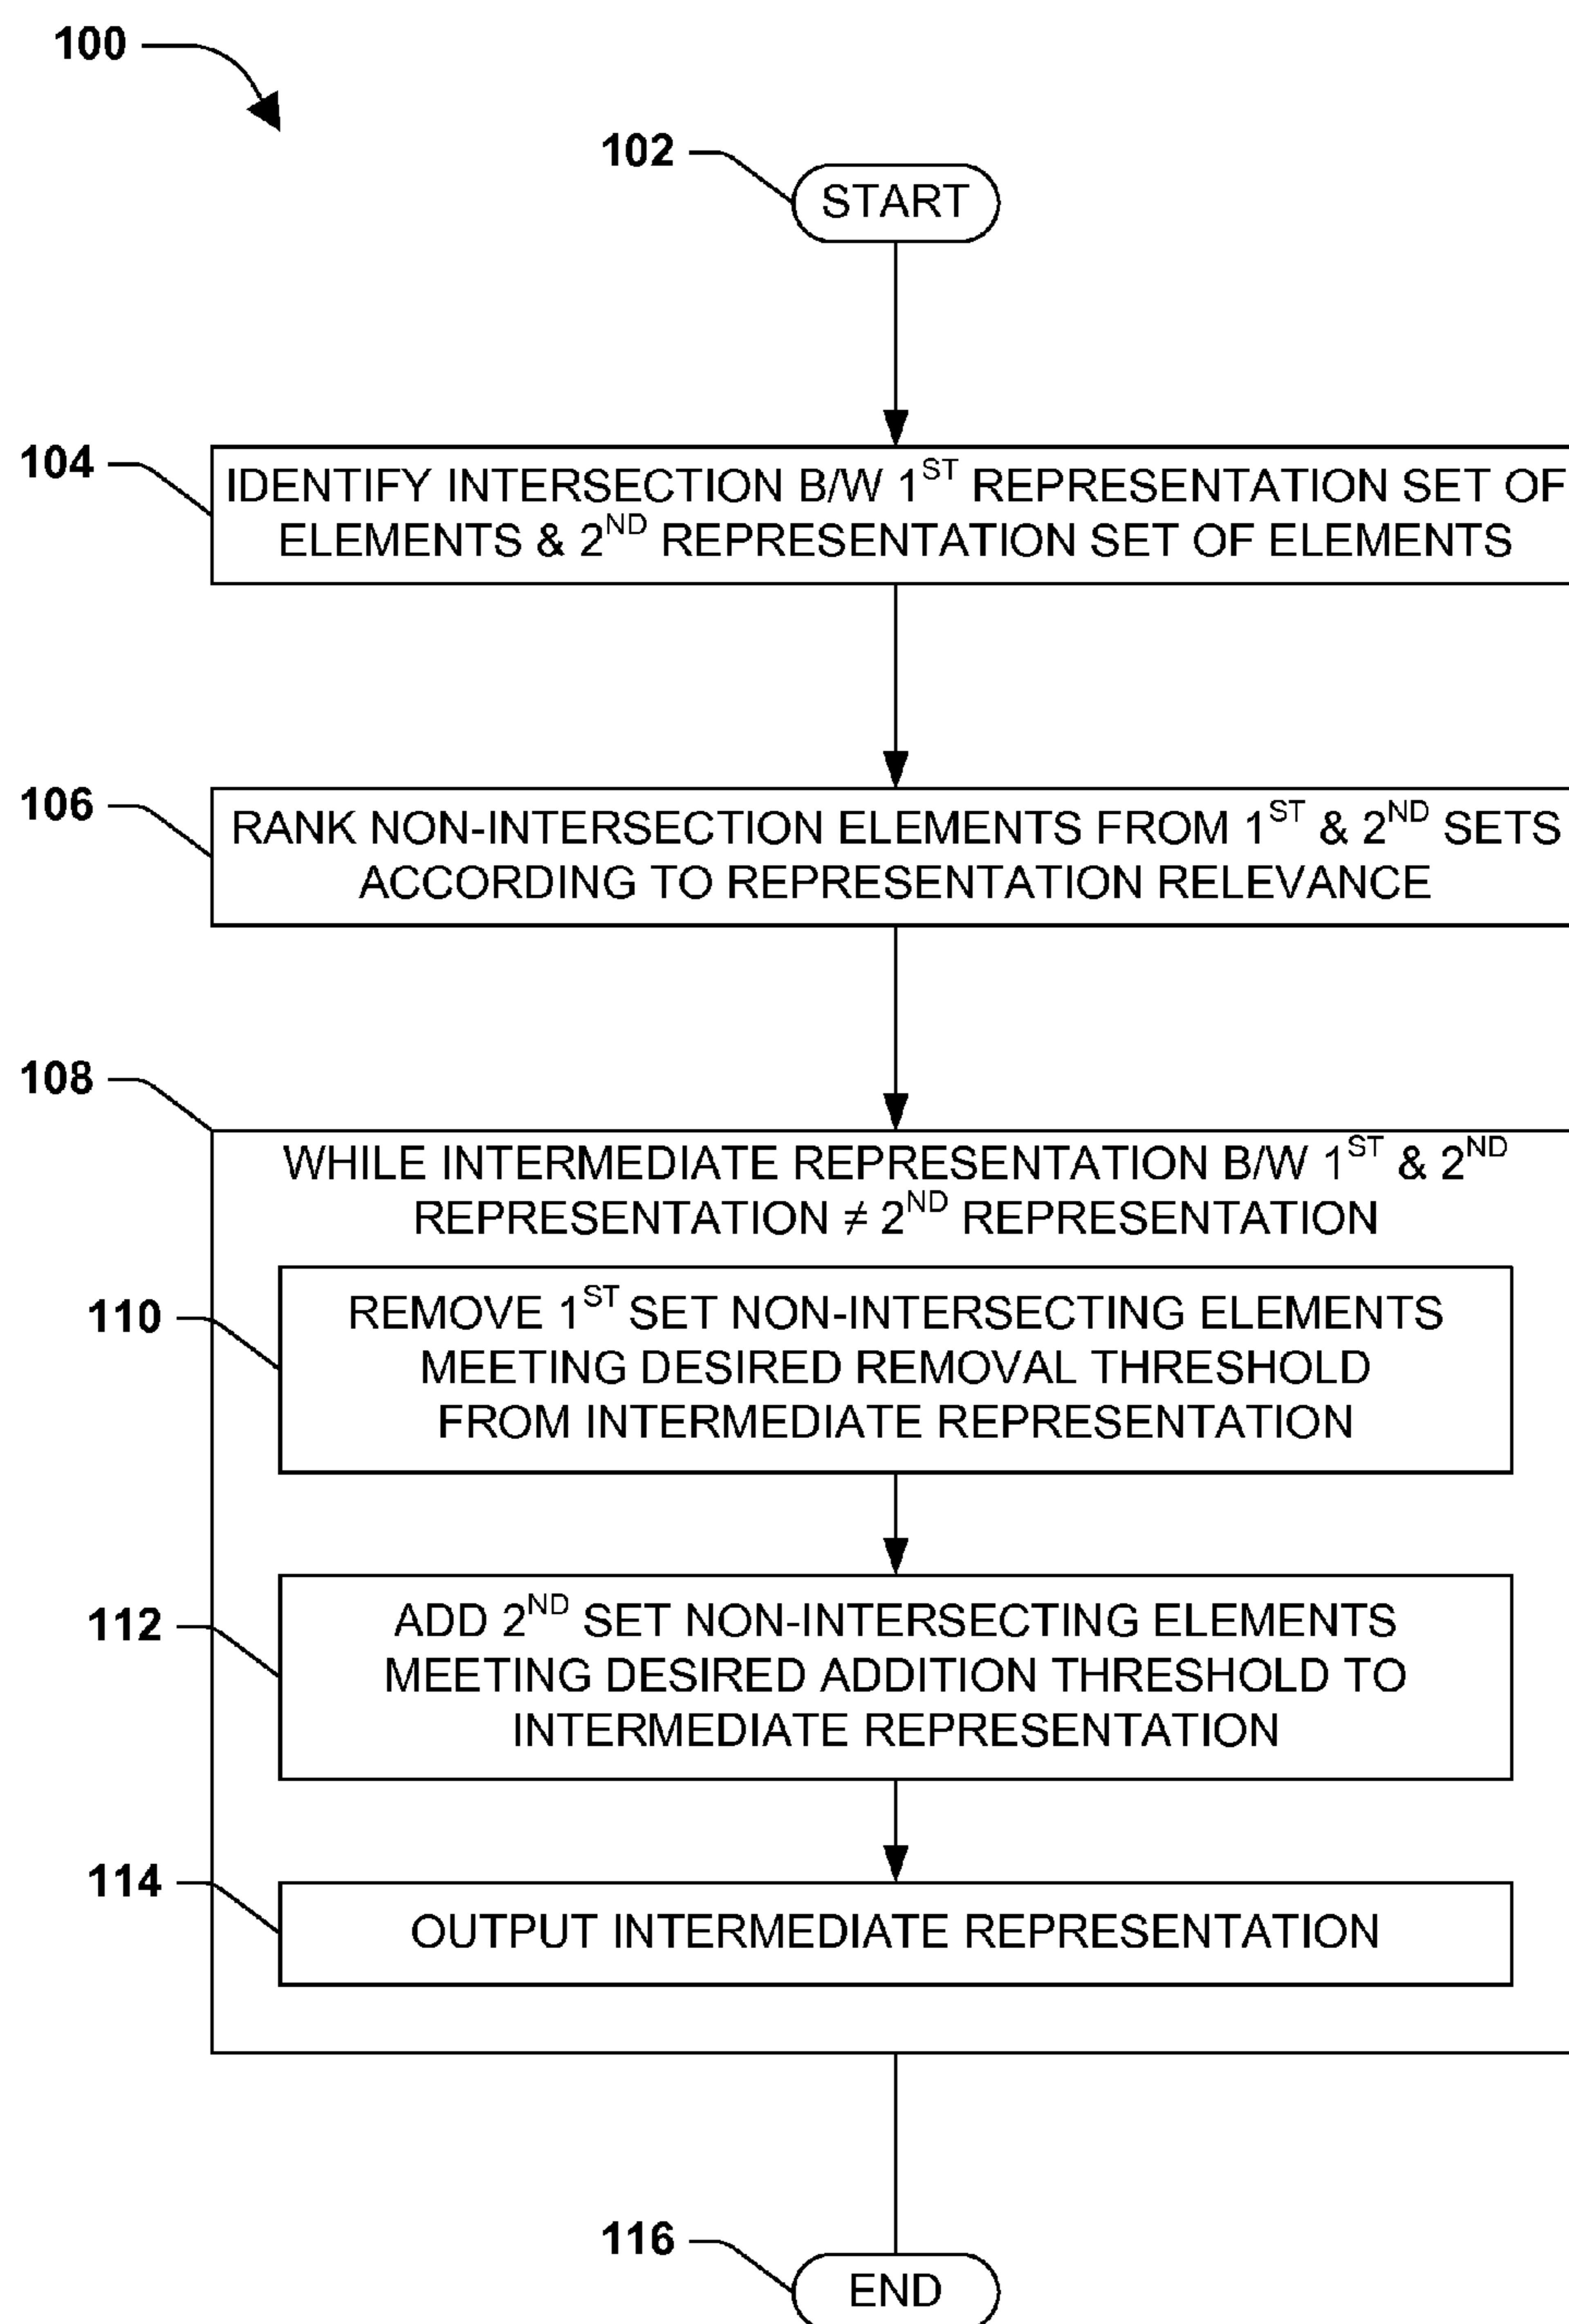 100
102
START
104
IDENTIFY INTERSECTION B/W 1ST REPRESENTATION SET OF
ELEMENTS & 2ND REPRESENTATION SET OF ELEMENTS
106
RANK NON-INTERSECTION ELEMENTS FROM 1ST & 2ND SETS
ACCORDING TO REPRESENTATION RELEVANCE
108
WHILE INTERMEDIATE REPRESENTATION B/W 1ST & 2ND
REPRESENTATION ≠ 2ND REPRESENTATION
110
REMOVE 1ST SET NON-INTERSECTING ELEMENTS
MEETING DESIRED REMOVAL THRESHOLD
FROM INTERMEDIATE REPRESENTATION
112
ADD 2ND SET NON-INTERSECTING ELEMENTS
MEETING DESIRED ADDITION THRESHOLD TO
INTERMEDIATE REPRESENTATION
114
OUTPUT INTERMEDIATE REPRESENTATION
116
END